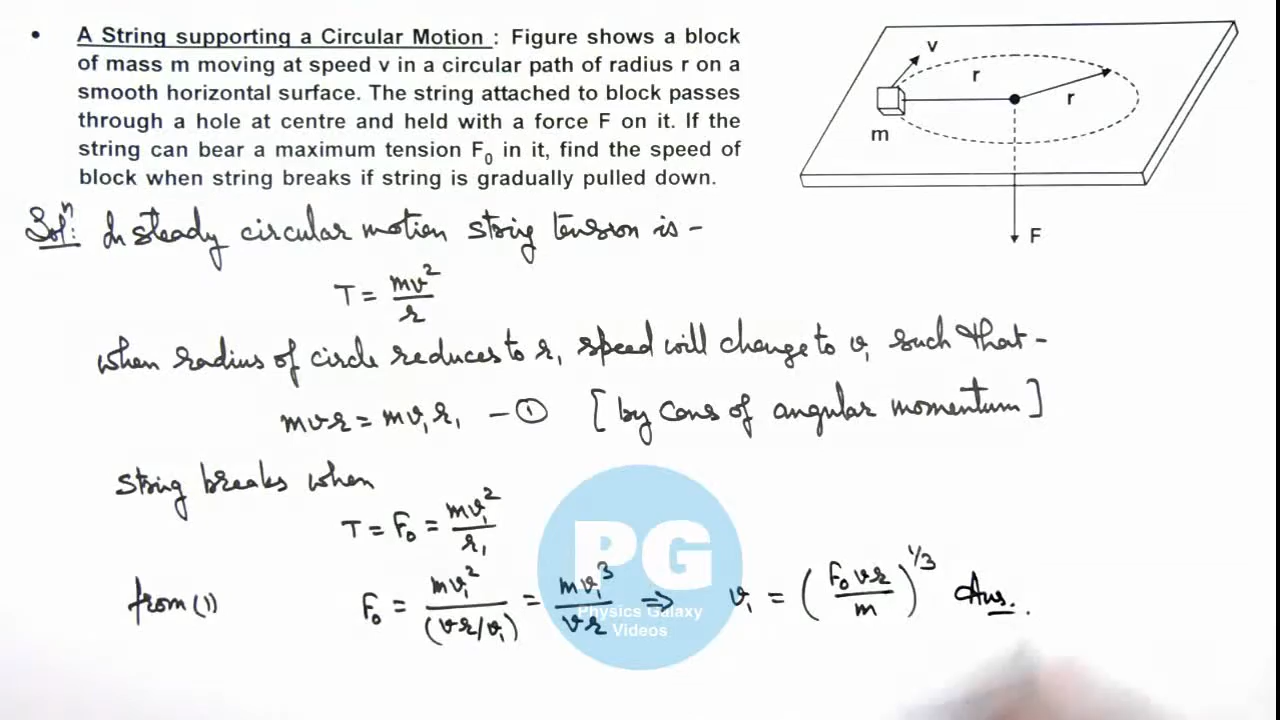 • A String supporting a Circular Motion : Figure shows a block
of mass m moving at speed v in a circular path of radius r on a
smooth horizontal surface. The string attached to block passes
through a hole at centre and held with a force F on it. If the
string can bear a maximum tension F₀ in it, find the speed of
block when string breaks if string is gradually pulled down.
v
r
r
m
F
Solⁿ: In steady circular motion string tension is -
T = mv²/r
when radius of circle reduces to r₁ speed will change to v₁ such that -
mvr = mv₁r₁ - ① [by cons of angular momentum]
String breaks when
T = F₀ = mv₁²/r₁
from (1) F₀ = mv₁²/(vr/v₁) = mv₁³/vr ⇒ v₁ = (F₀vr/m)^1/3 Ans.
PG
Physics Galaxy
Videos